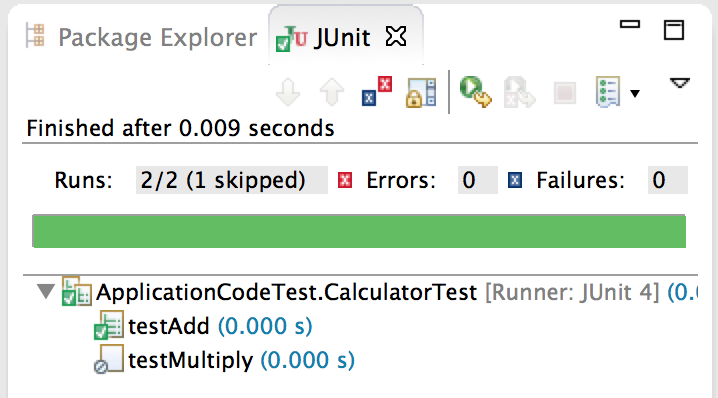 Package Explorer JUnit
Finished after 0.009 seconds
Runs: 2/2 (1 skipped) Errors: 0 Failures: 0
ApplicationCodeTest.CalculatorTest [Runner: JUnit 4] (0.0
testAdd (0.000 s)
testMultiply (0.000 s)